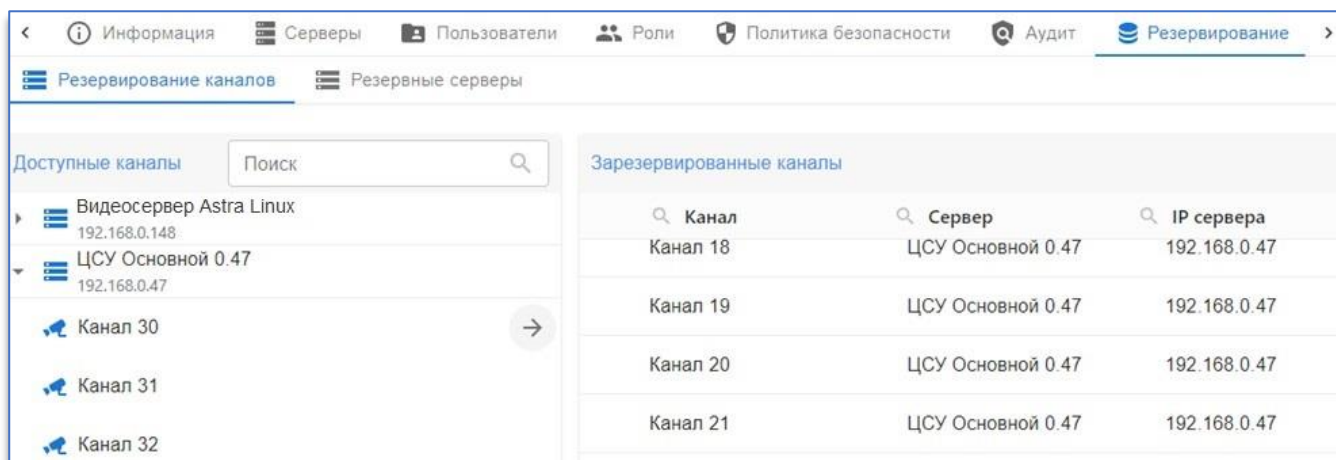 Информация Серверы Пользователи Роли Политика безопасности Аудит Резервирование
Резервирование каналов Резервные серверы
Доступные каналы Поиск
Видеосервер Astra Linux
192.168.0.148
ЦСУ Основной 0.47
192.168.0.47
Канал 30
Канал 31
Канал 32
Зарезервированные каналы
Канал Сервер IP сервера
Канал 18 ЦСУ Основной 0.47 192.168.0.47
Канал 19 ЦСУ Основной 0.47 192.168.0.47
Канал 20 ЦСУ Основной 0.47 192.168.0.47
Канал 21 ЦСУ Основной 0.47 192.168.0.47